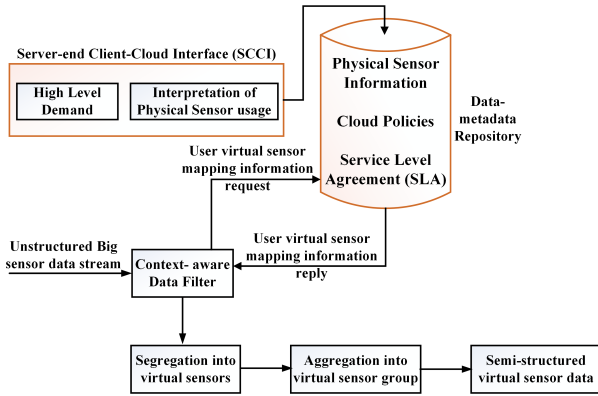 Server-end Client-Cloud Interface (SCCI)
High Level
Demand
Interpretation of
Physical Sensor usage
Physical Sensor
Information
Cloud Policies
Service Level
Agreement (SLA)
Data-
metadata
Repository
User virtual sensor
mapping information
request
Unstructured Big
sensor data stream
Context- aware
Data Filter
User virtual sensor
mapping information
reply
Segregation into
virtual sensors
Aggregation into
virtual sensor group
Semi-structured
virtual sensor data